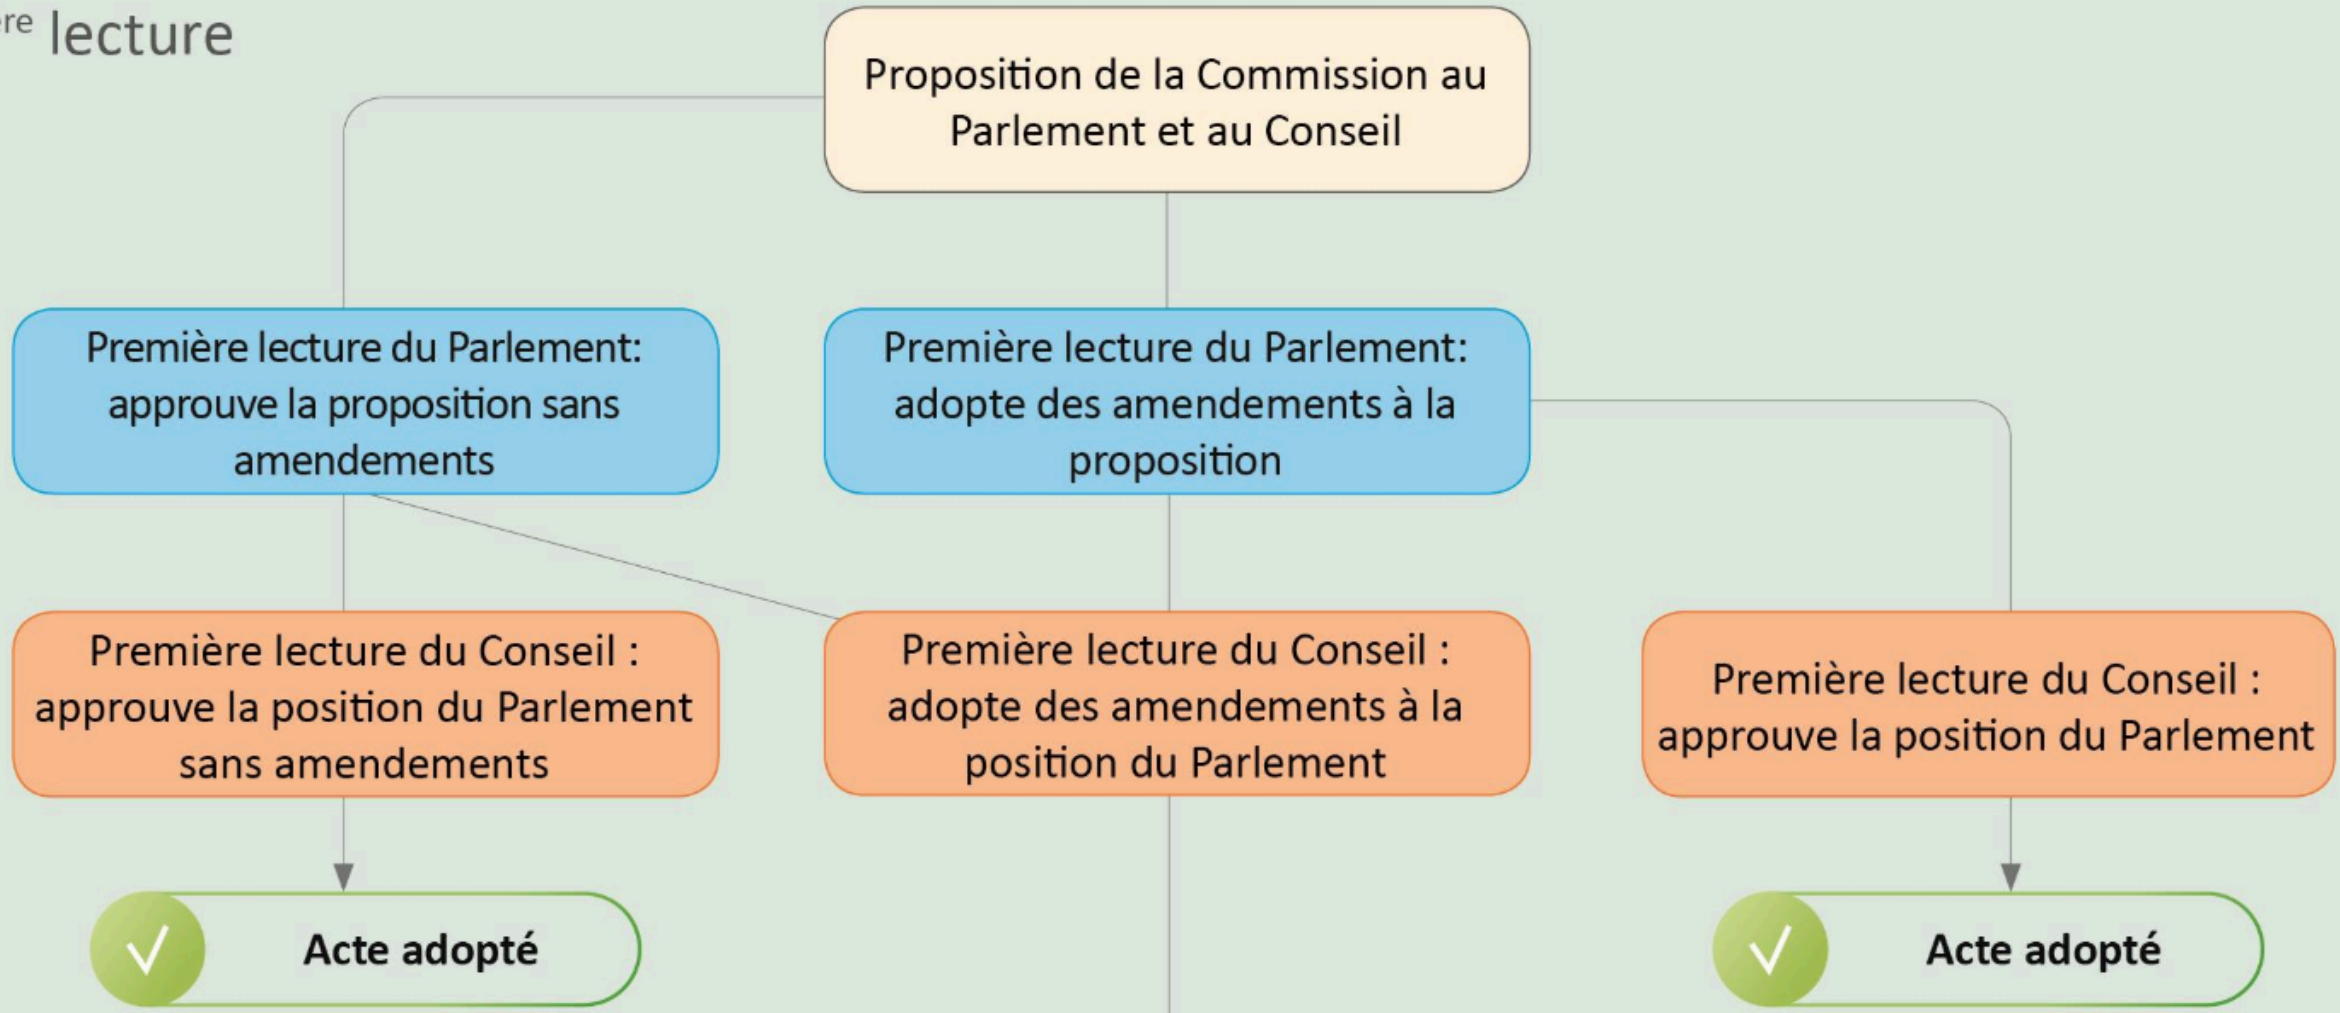 lecture
Proposition de la Commission au
Parlement et au Conseil
Première lecture du Parlement:
approuve la proposition sans
amendements
Première lecture du Parlement:
adopte des amendements à la
proposition
Première lecture du Conseil :
approuve la position du Parlement
sans amendements
Première lecture du Conseil :
adopte des amendements à la
position du Parlement
Première lecture du Conseil :
approuve la position du Parlement
Acte adopté
Acte adopté